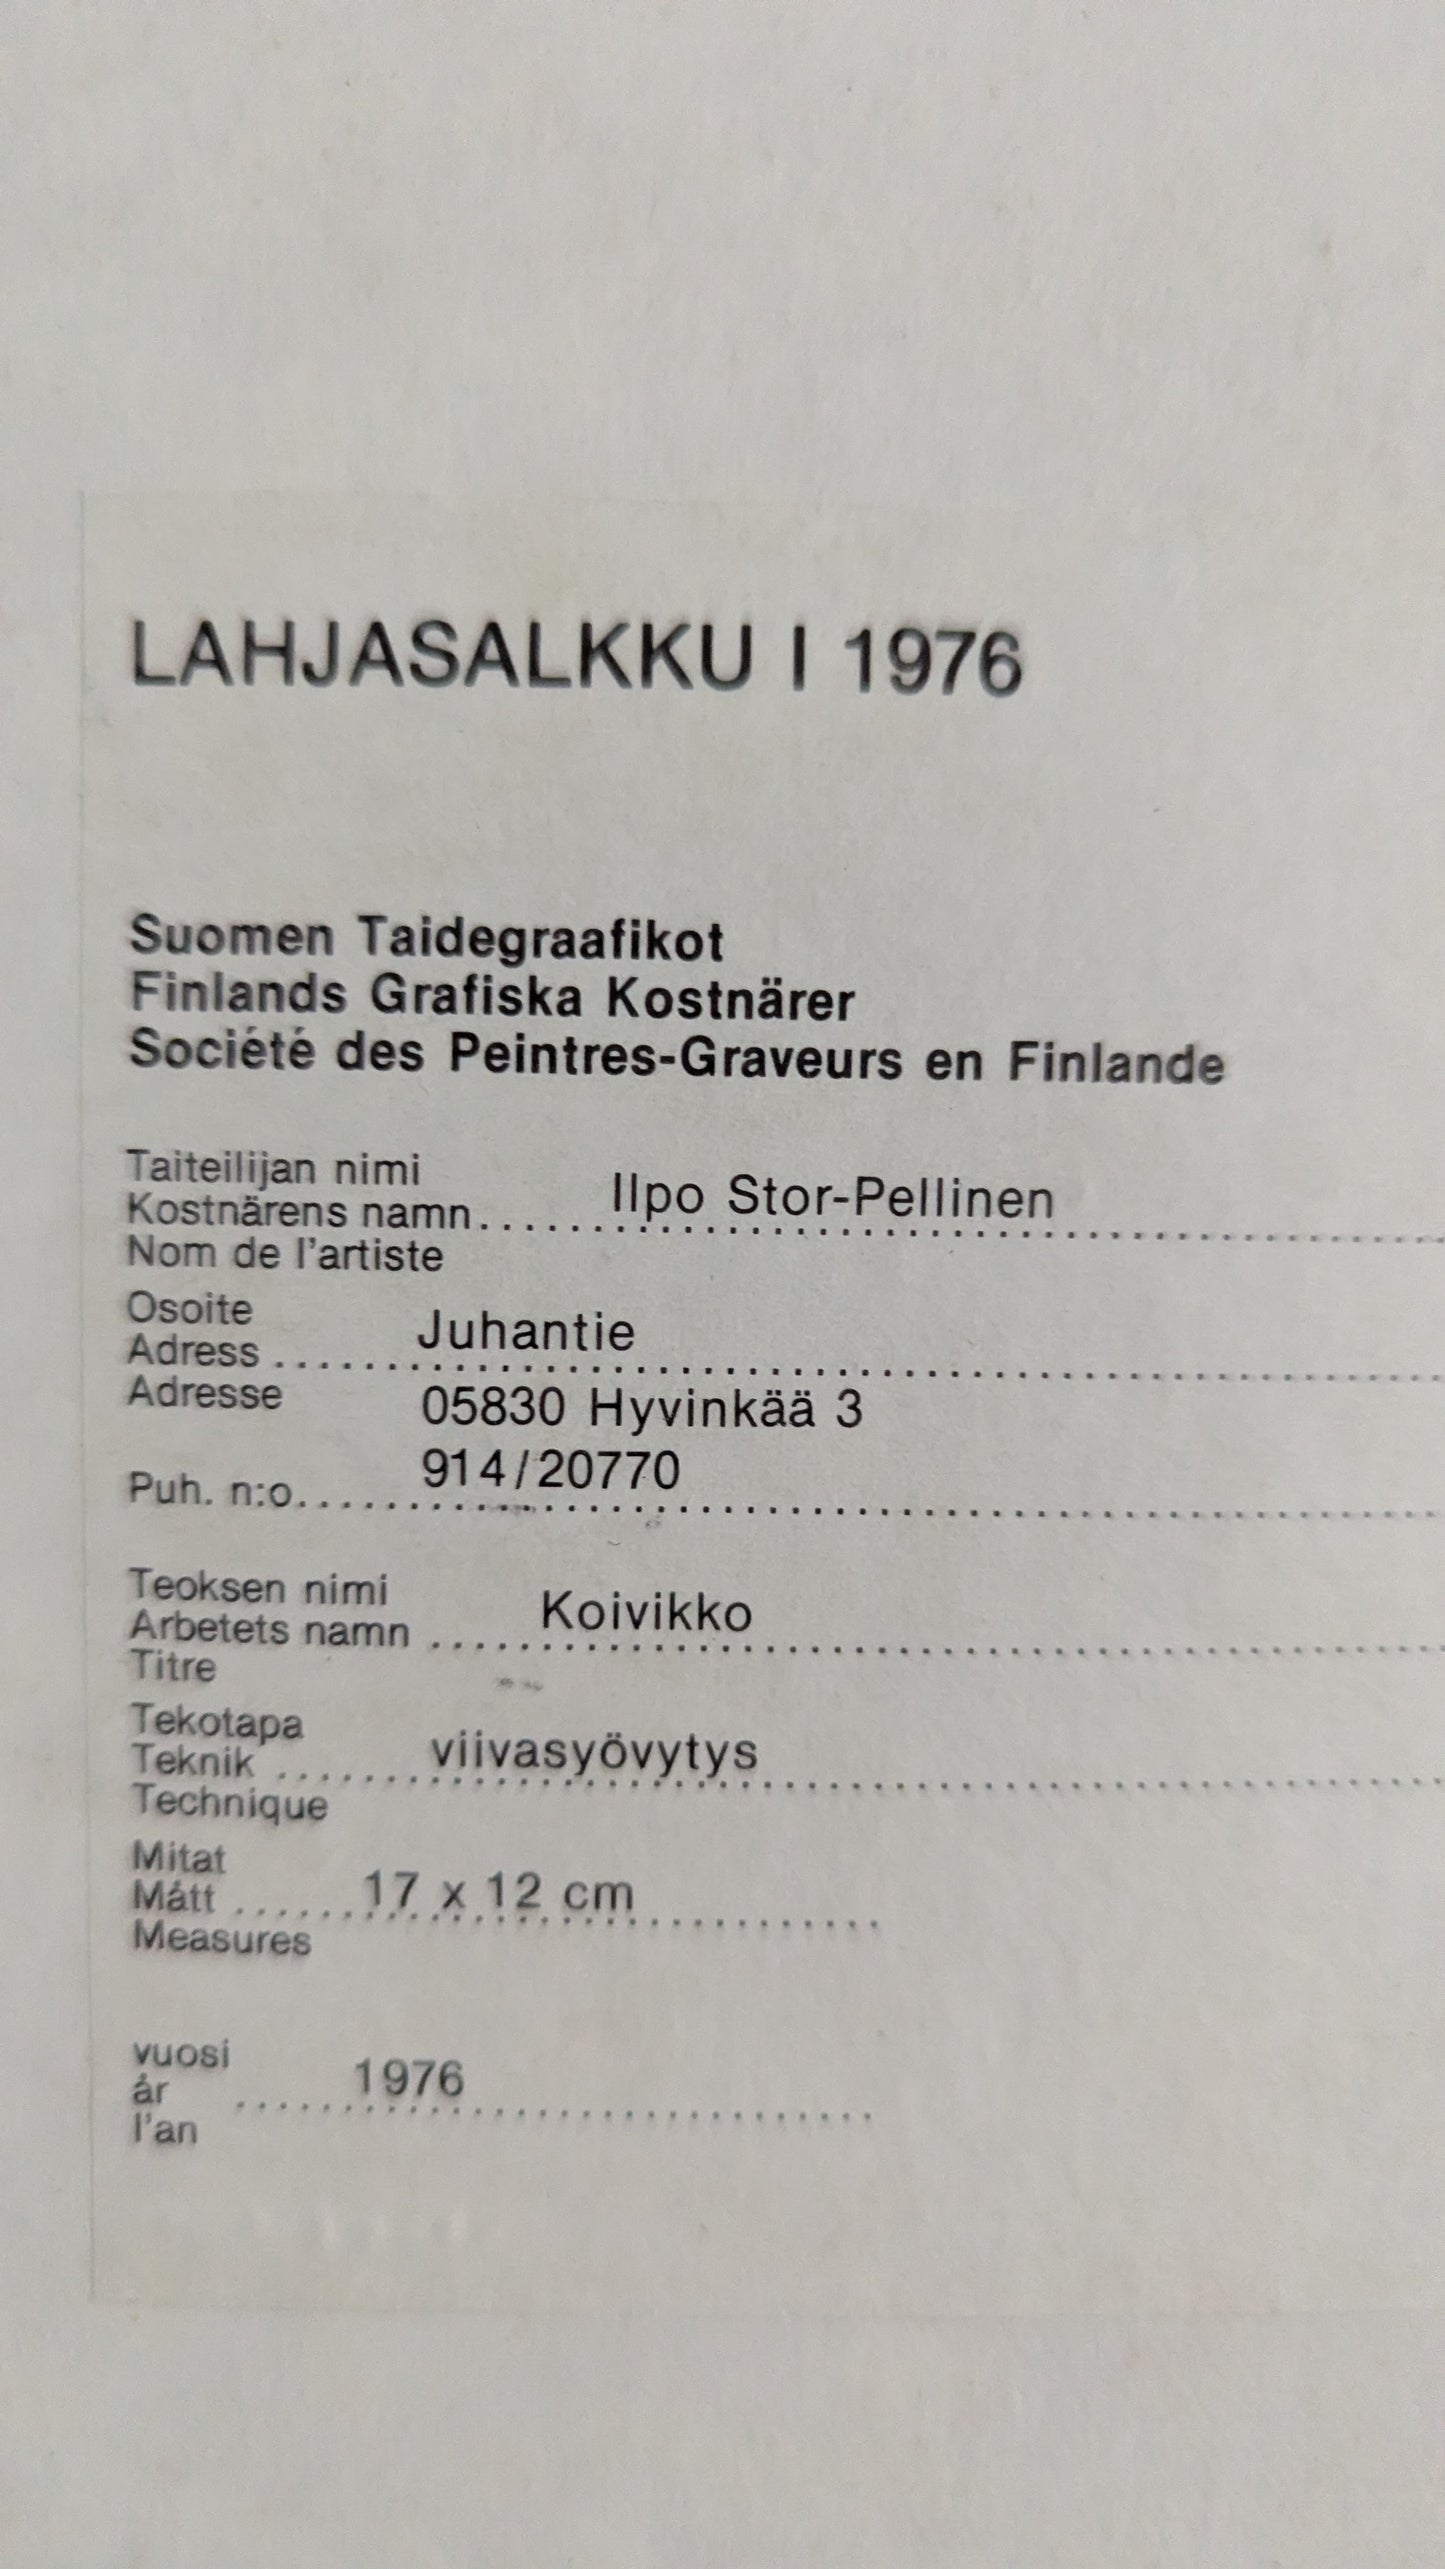 LAHJASALKKU I 1976
Suomen Taidegraafikot
Finlands Grafiska Kostnärer
Société des Peintres-Graveurs en Finlande
Taiteilijan nimi
Ilpo Stor-Pellinen
Kostnärens namn
Nom de l'artiste
Osoite
Juhantie
Adress
Adresse
05830 Hyvinkää 3
914/20770
Puh. n:o
Teoksen nimi
Koivikko
Arbetets namn
Titre
Tekotapa
viivasyövytys
Teknik
Technique
Mitat
17 x 12 cm
Mått
Measures
vuosi
1976
år
l'an